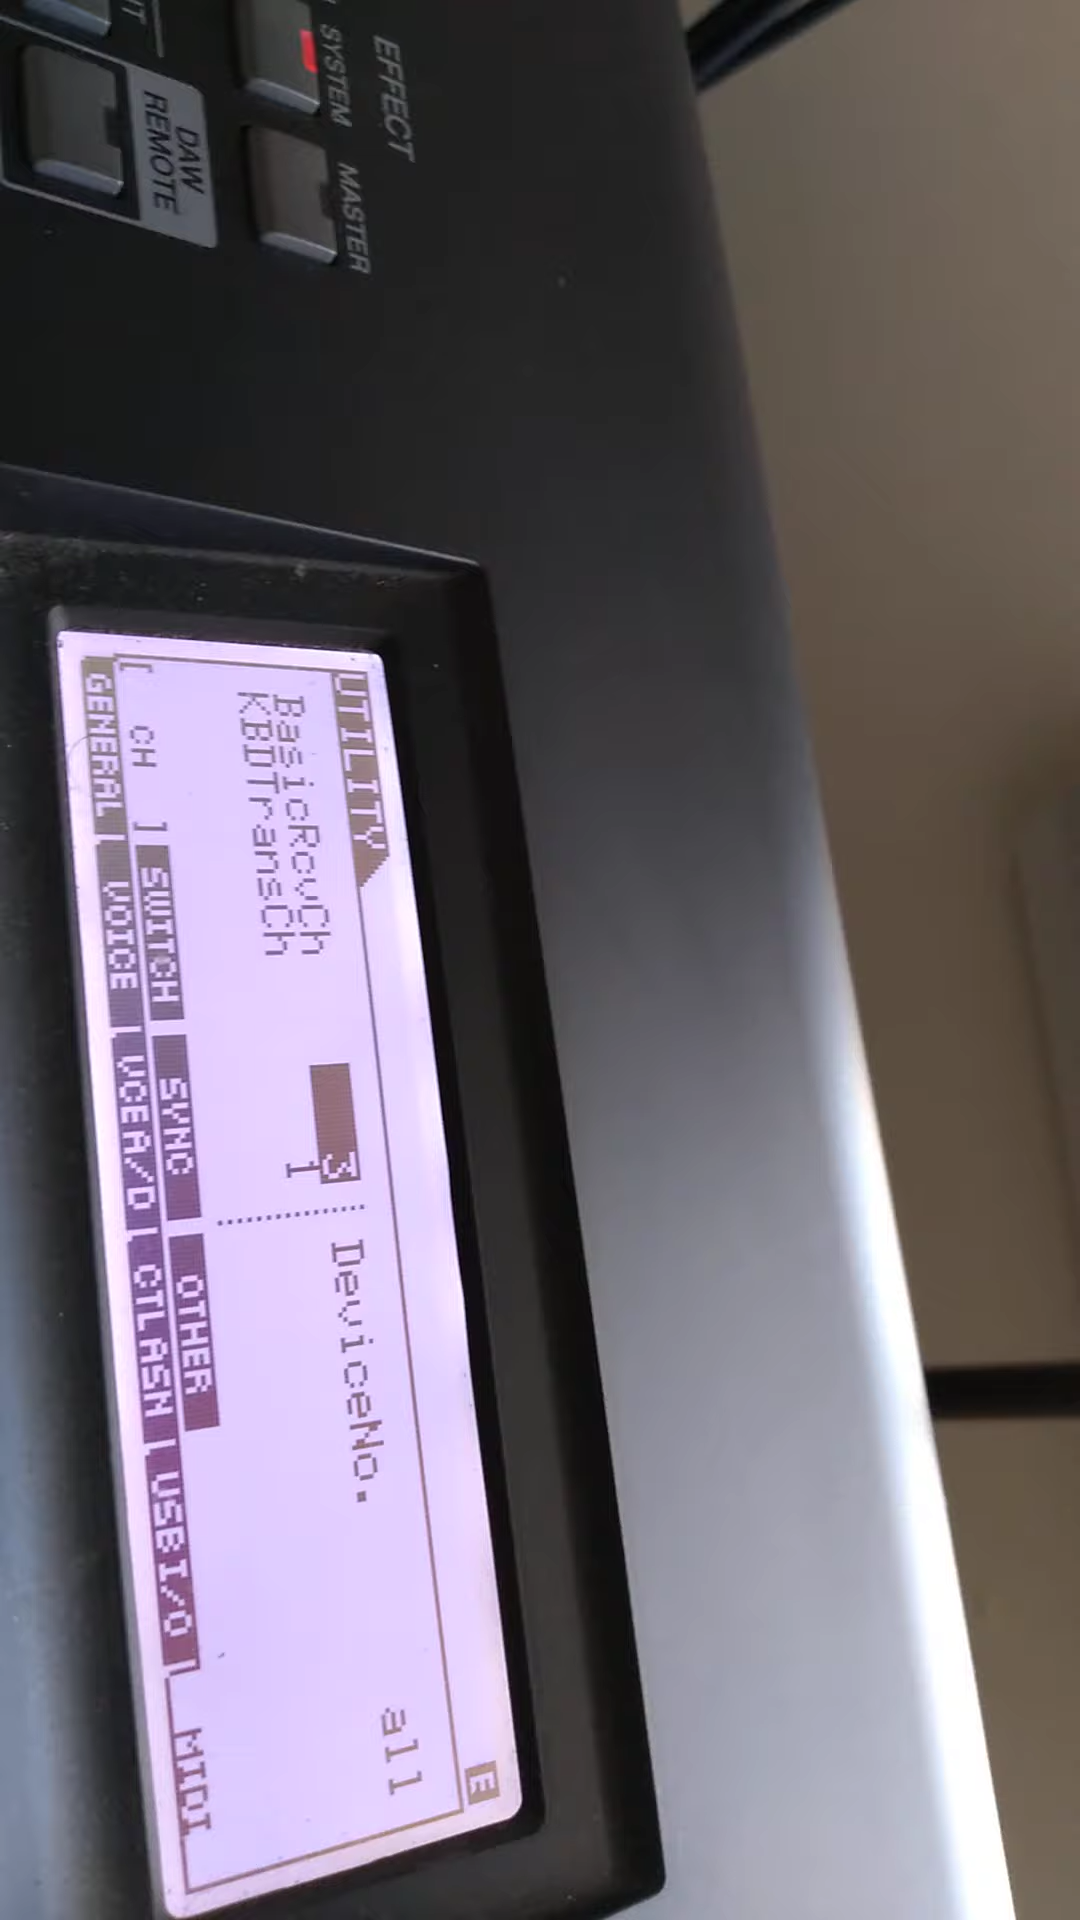 EFFECT
SYSTEM MASTER
DAW
REMOTE
UTILITY E
BasicRcvCh 3 DeviceNo. all
KBDTransCh 1
[ CH ] SWITCH SYNC OTHER
GENERAL VOICE VCEA/D CTLASN USBI/O MIDI